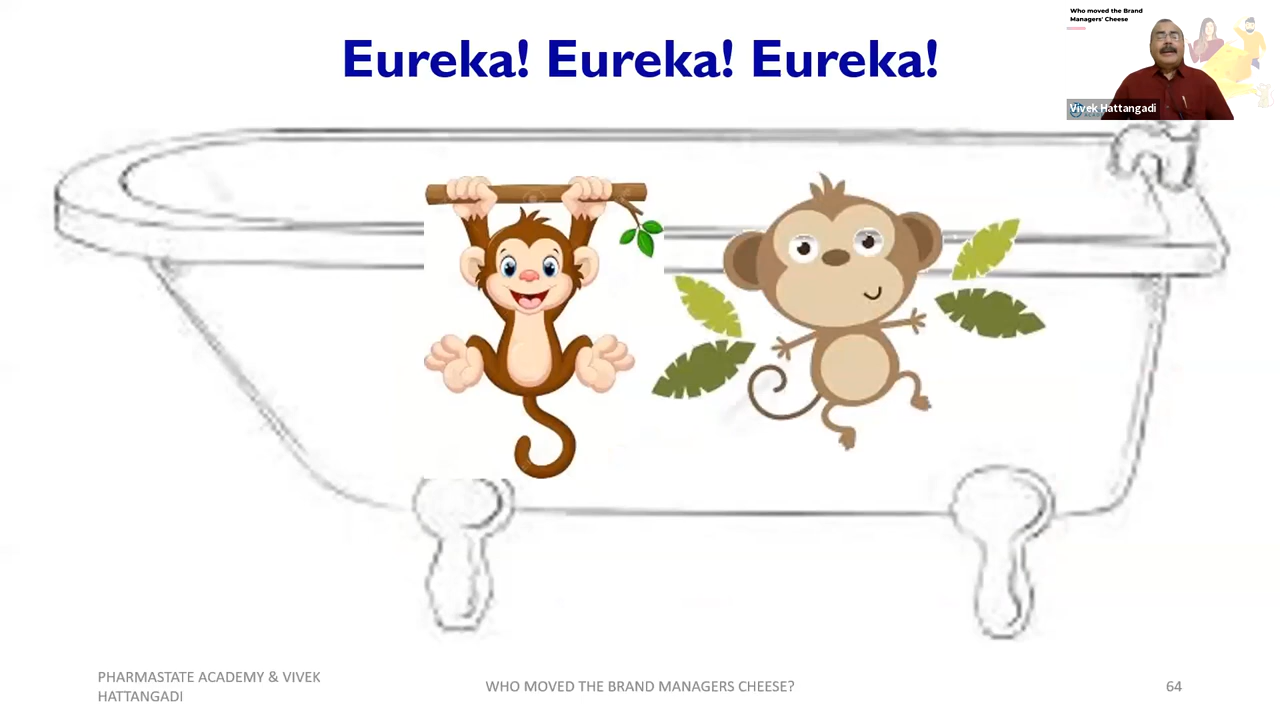 Eureka! Eureka! Eureka!
Who moved the Brand
Managers' Cheese
Vivek Hattangadi
PHARMASTATE ACADEMY & VIVEK
HATTANGADI
WHO MOVED THE BRAND MANAGERS CHEESE?
64